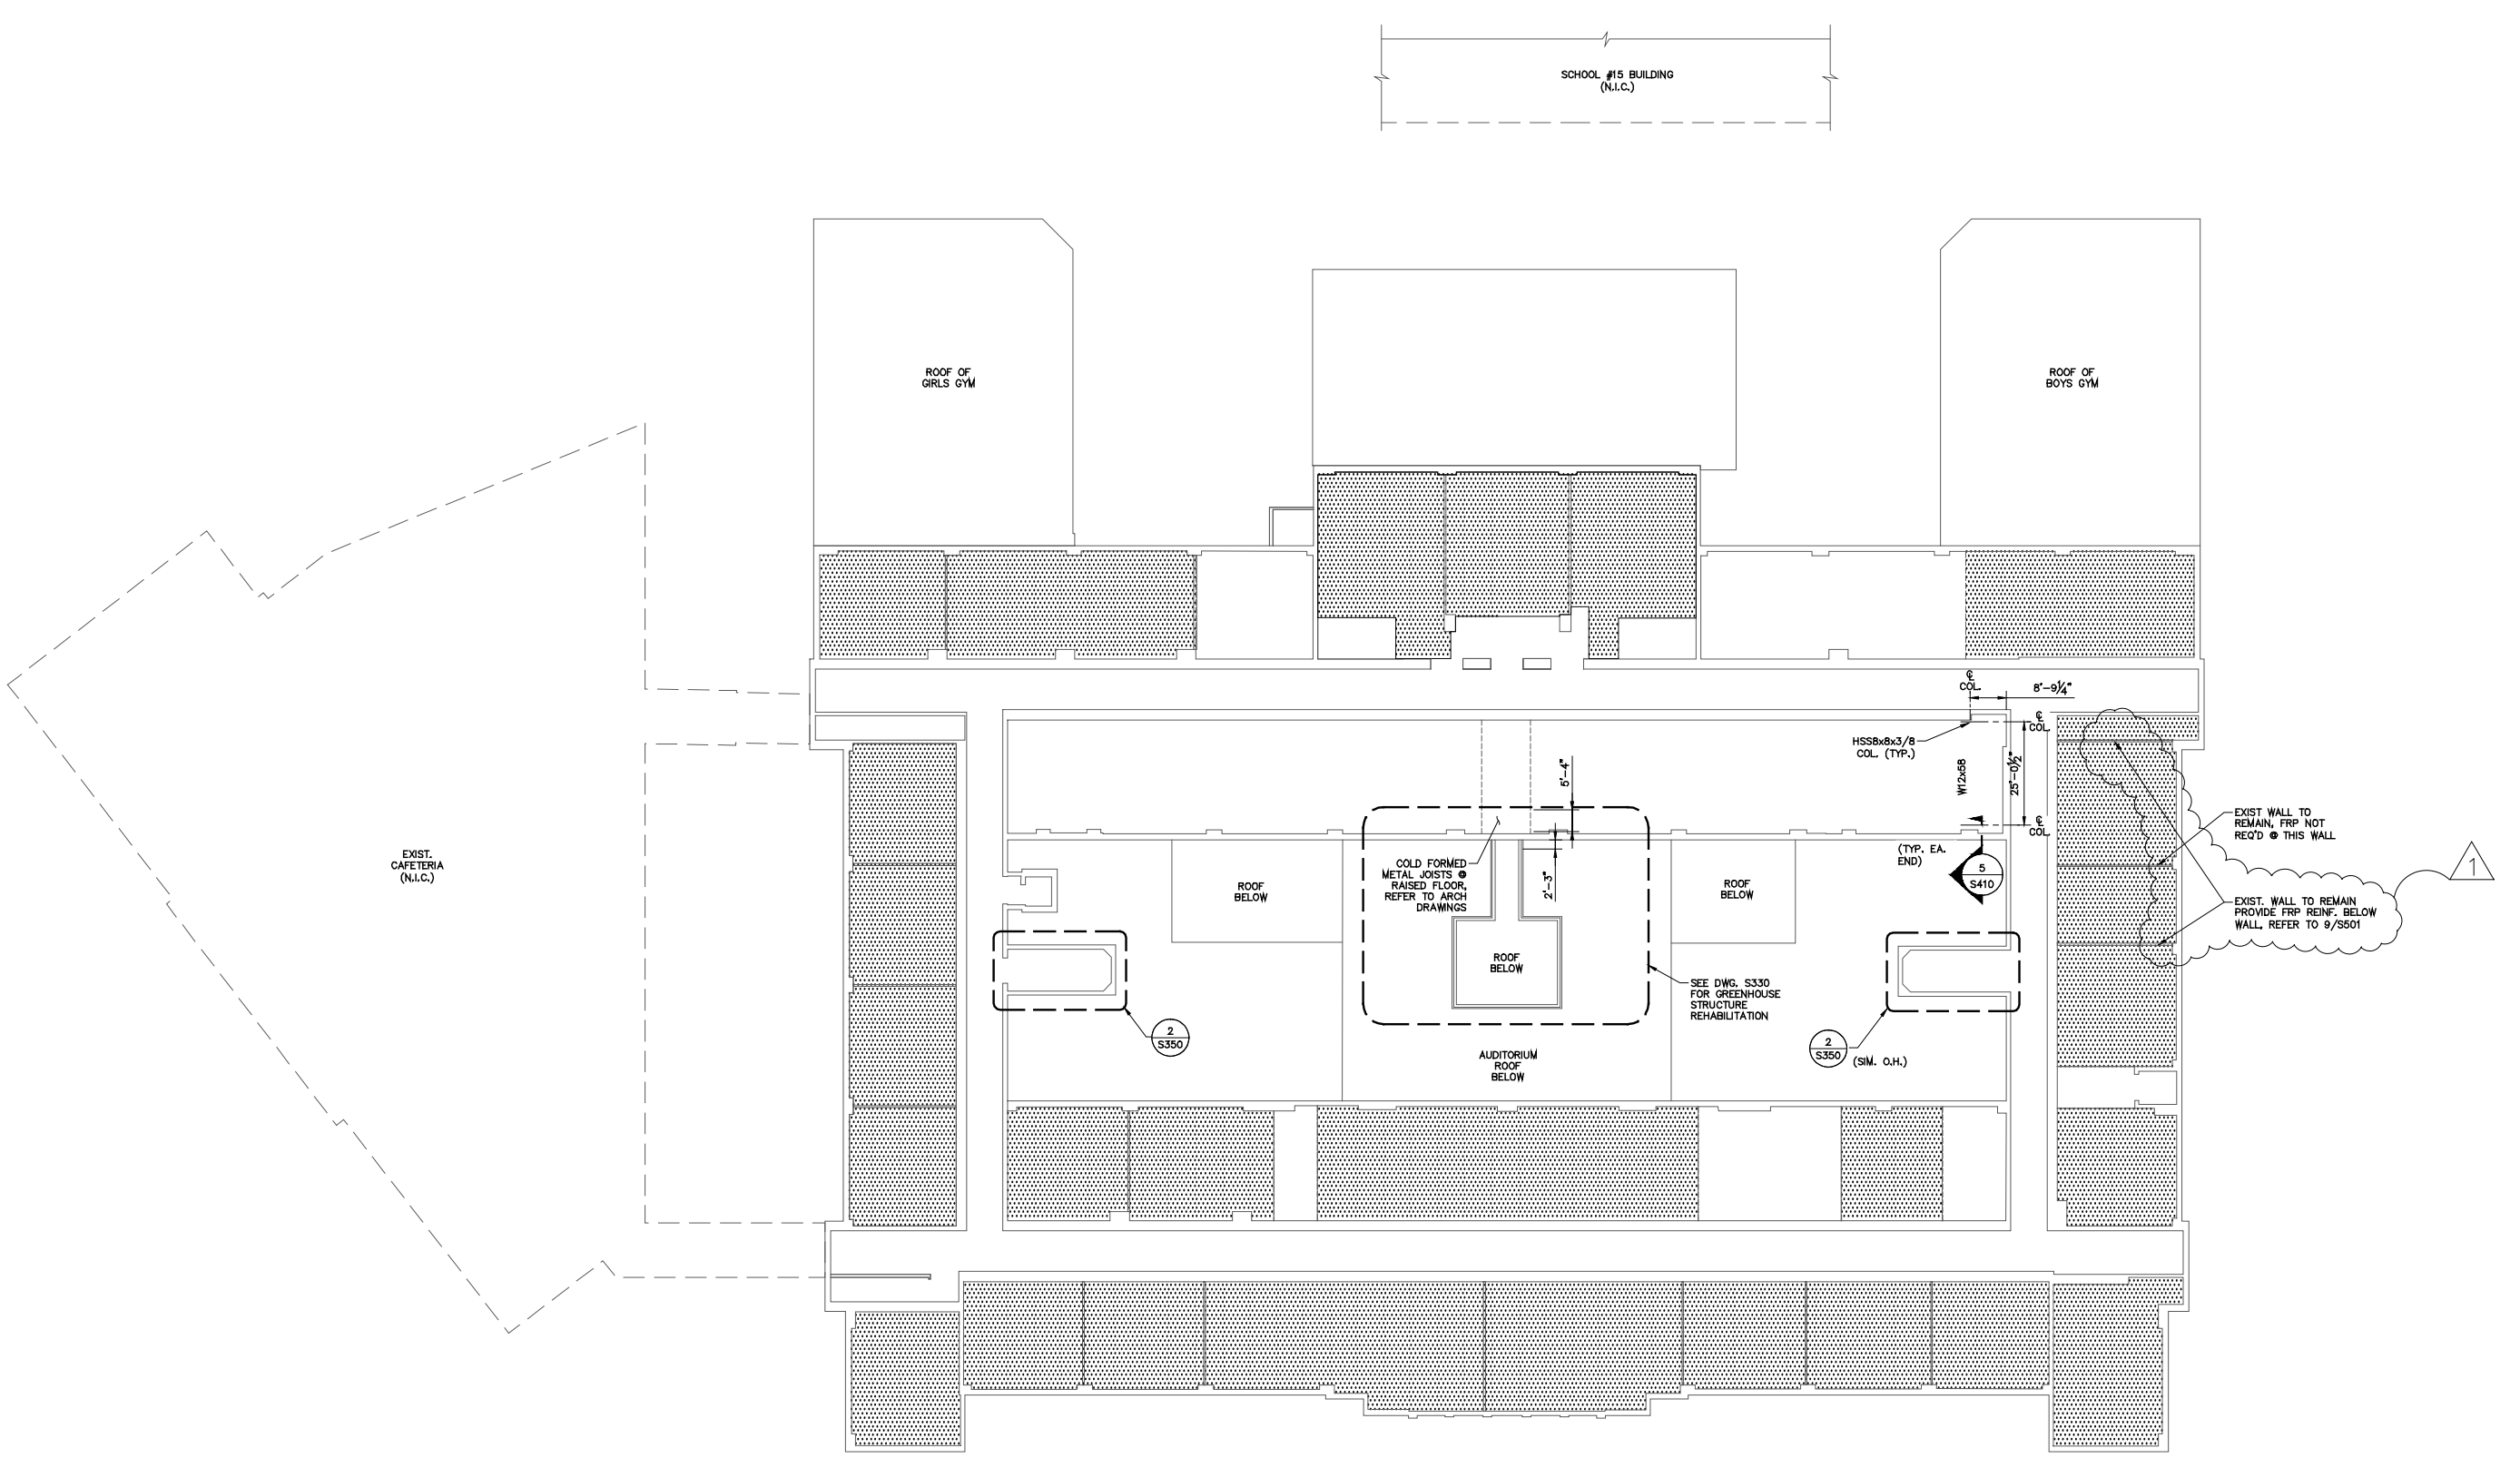 SCHOOL #15 BUILDING
(N.I.C.)
ROOF OF
GIRLS GYM
ROOF OF
BOYS GYM
℄
COL.
8'-9¼"
℄
COL.
HSS8x8x3/8
COL. (TYP.)
W12x58
25'-0½"
5'-4"
℄
COL.
EXIST WALL TO
REMAIN, FRP NOT
REQ'D @ THIS WALL
(TYP. EA.
END)
5
S410
1
EXIST.
CAFETERIA
(N.I.C.)
COLD FORMED
METAL JOISTS @
RAISED FLOOR,
REFER TO ARCH
DRAWINGS
2'-3"
ROOF
BELOW
ROOF
BELOW
EXIST. WALL TO REMAIN
PROVIDE FRP REINF. BELOW
WALL, REFER TO 9/S501
ROOF
BELOW
SEE DWG. S330
FOR GREENHOUSE
STRUCTURE
REHABILITATION
2
S350
2
S350
(SIM. O.H.)
AUDITORIUM
ROOF
BELOW